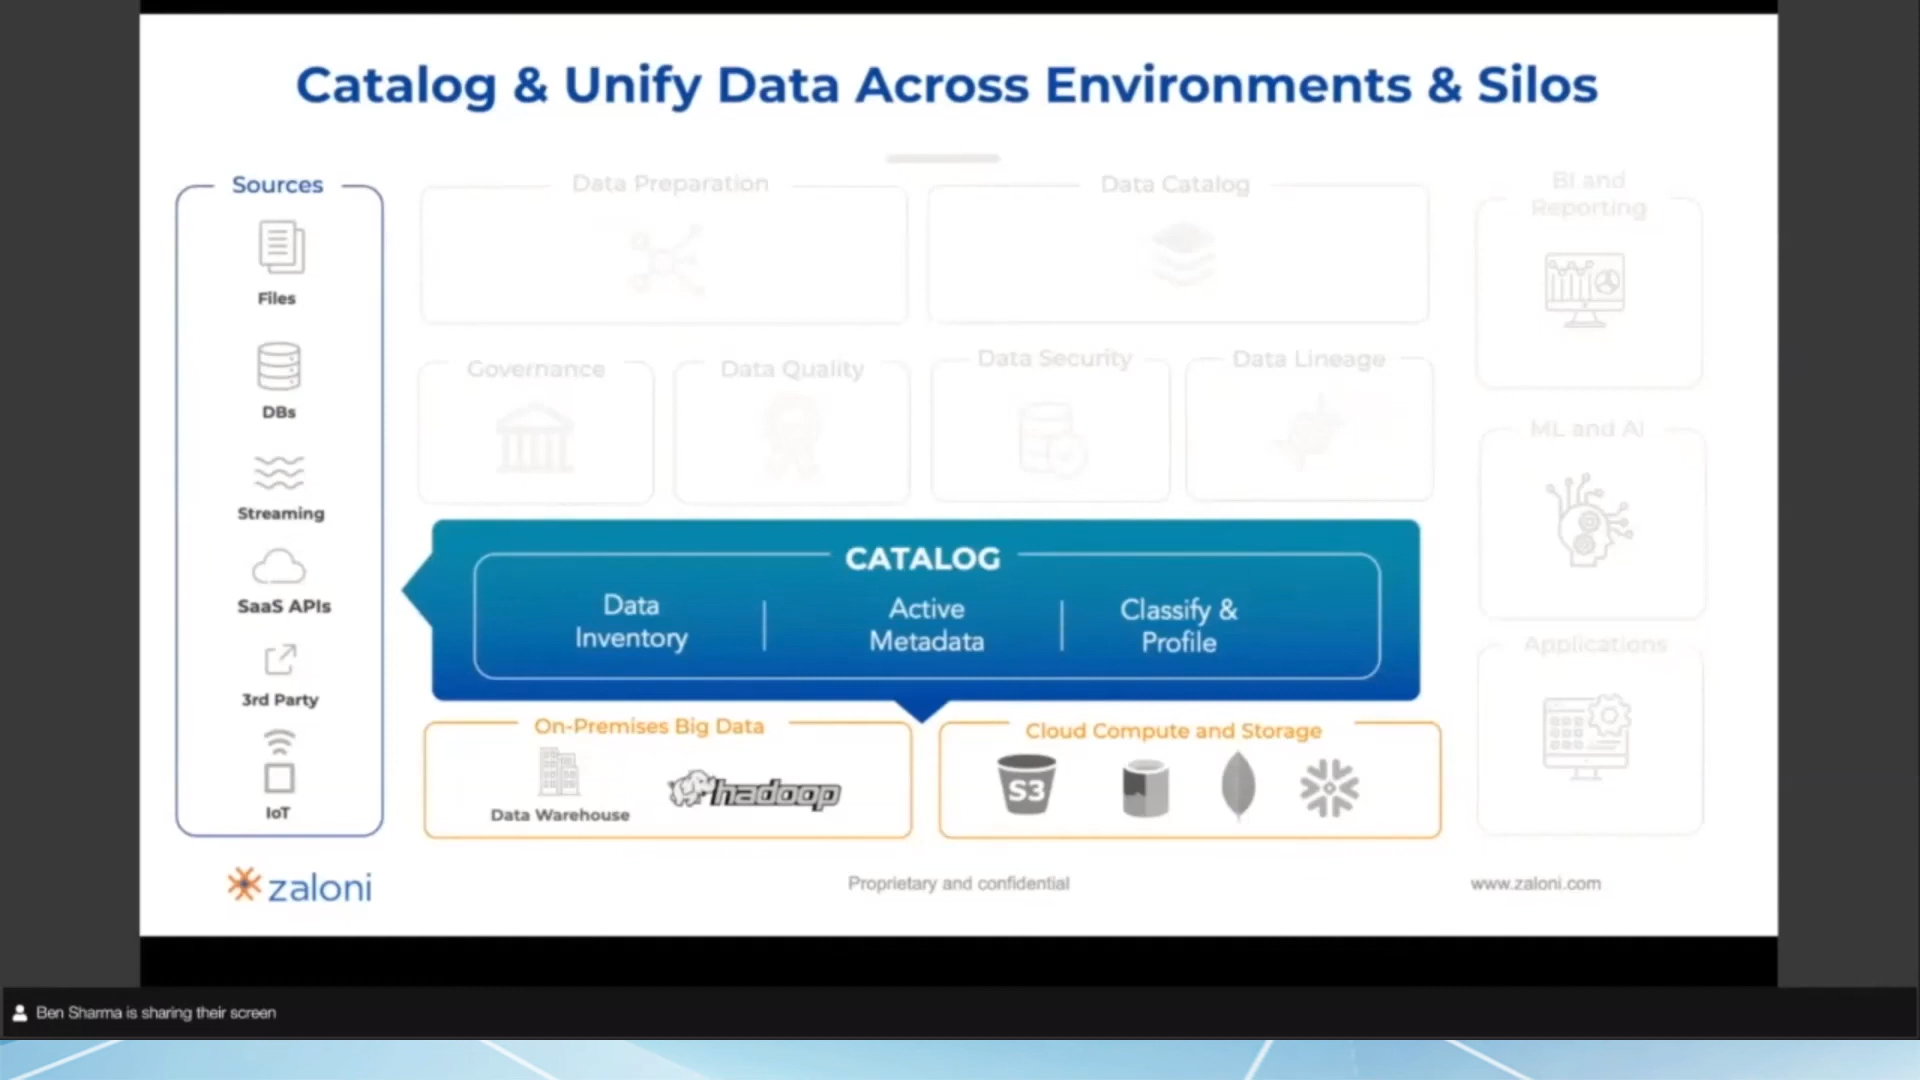 Catalog & Unify Data Across Environments & Silos
Sources
Files
DBs
Streaming
SaaS APIs
3rd Party
IoT
Data Preparation
Data Catalog
Governance
Data Quality
Data Security
Data Lineage
BI and
Reporting
ML and AI
Applications
CATALOG
Data
Inventory
Active
Metadata
Classify &
Profile
On-Premises Big Data
Data Warehouse
hadoop
Cloud Compute and Storage
S3
zaloni
Proprietary and confidential
www.zaloni.com
Ben Sharma is sharing their screen